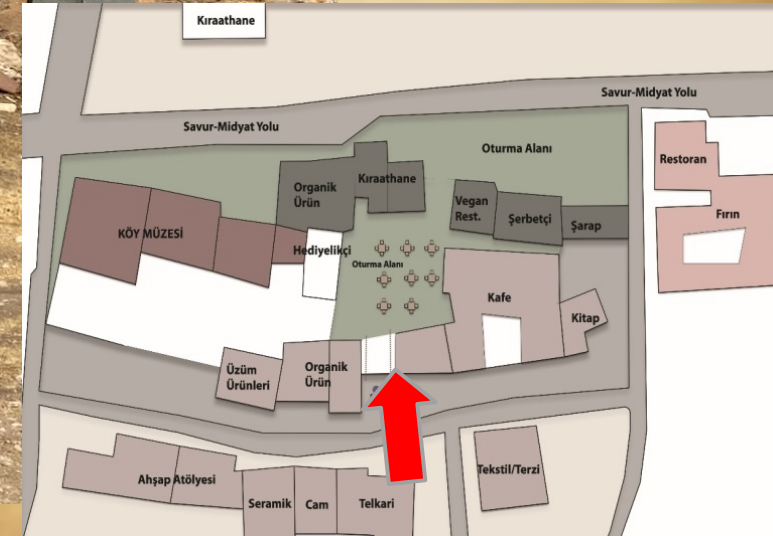 Kıraathane
Savur-Midyat Yolu
Savur-Midyat Yolu
Oturma Alanı
Restoran
Kıraathane
Organik
Ürün
Vegan
Rest.
Şerbetçi
Şarap
Fırın
KÖY MÜZESİ
Hediyelikçi
Oturma Alanı
Kafe
Kitap
Üzüm
Ürünleri
Organik
Ürün
Ahşap Atölyesi
Seramik
Cam
Telkari
Tekstil/Terzi